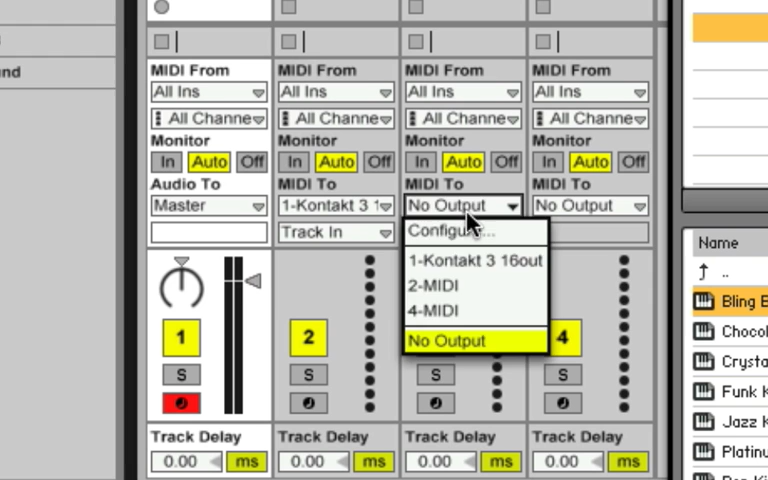 und
MIDI From MIDI From MIDI From MIDI From
All Ins All Ins All Ins All Ins
All Channe All Channe All Channe All Channe
Monitor Monitor Monitor Monitor
In Auto Off In Auto Off In Auto Off In Auto Off
Audio To MIDI To MIDI To MIDI To
Master 1-Kontakt 3 1 No Output No Output
Track In
1-Kontakt 3 16out
2-MIDI
4-MIDI
No Output
1 2 4
S S S S
Track Delay Track Delay Track Delay Track Delay
0.00 ms 0.00 ms 0.00 ms 0.00 ms
Name
..
Bling B
Chocol
Crysta
Funk K
Jazz K
Platinu